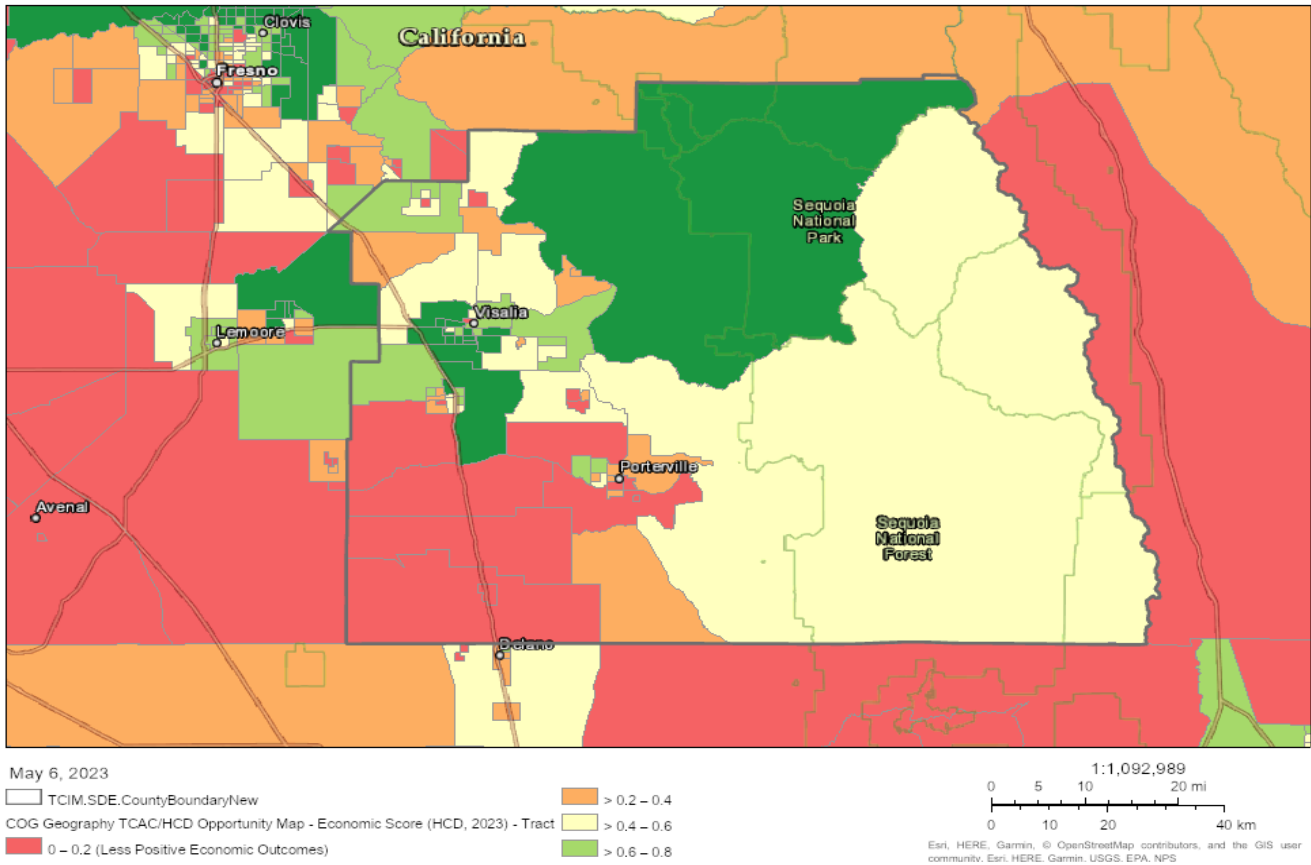 Clovis
California
Fresno
Sequoia
National
Park
Visalia
Lemoore
Porterville
Avenal
Sequoia
National
Forest
Delano
May 6, 2023
1:1,092,989
TCIM.SDE.CountyBoundaryNew
> 0.2 – 0.4
0 5 10 20 mi
COG Geography TCAC/HCD Opportunity Map - Economic Score (HCD, 2023) - Tract
> 0.4 – 0.6
0 10 20 40 km
0 – 0.2 (Less Positive Economic Outcomes)
> 0.6 – 0.8
Esri, HERE, Garmin, © OpenStreetMap contributors, and the GIS user
community, Esri, HERE, Garmin, USGS, EPA, NPS